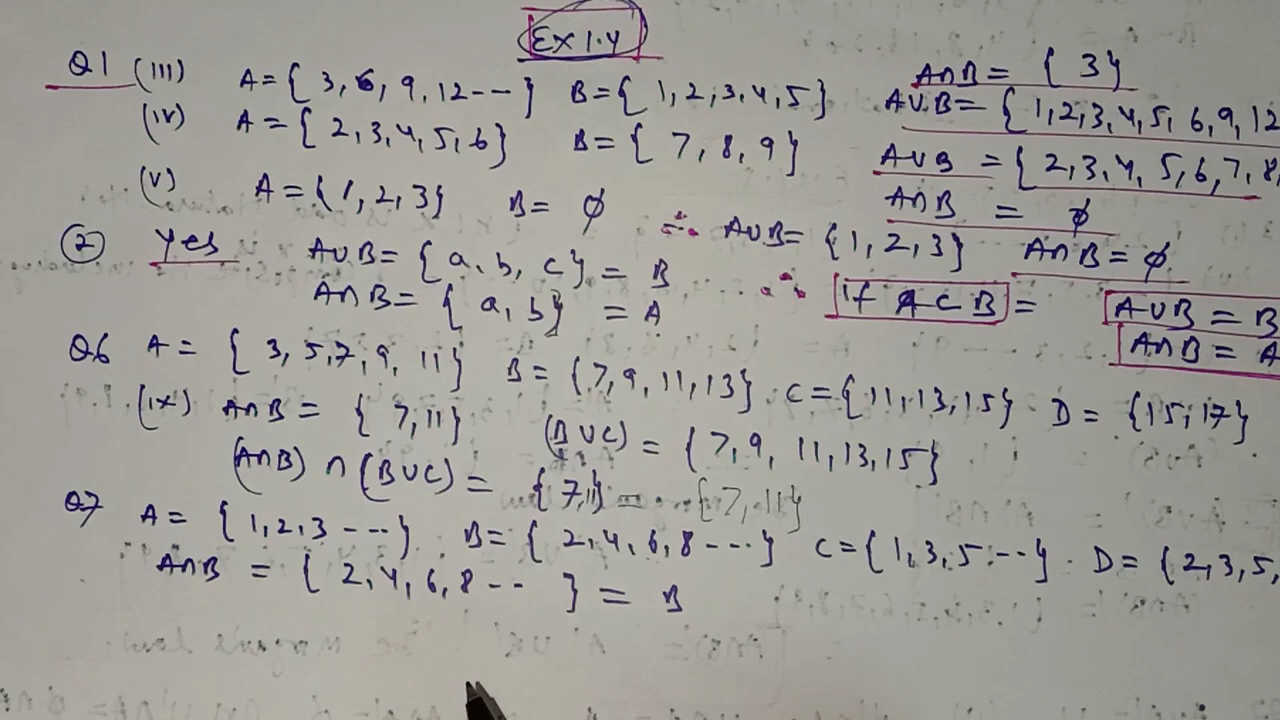 Ex 1.4
Q1 (iii) A = { 3, 6, 9, 12 -- } B = { 1, 2, 3, 4, 5 } A∩B = { 3 }
A∪B = { 1, 2, 3, 4, 5, 6, 9, 12
(iv) A = { 2, 3, 4, 5, 6 } B = { 7, 8, 9 } A∪B = { 2, 3, 4, 5, 6, 7, 8,
A∩B = ϕ
(v) A = { 1, 2, 3 } B = ϕ ∴ A∪B = { 1, 2, 3 } A∩B = ϕ
② Yes A∪B = { a, b, c } = B
A∩B = { a, b } = A ∴ if A ⊂ B = A∪B = B
A∩B = A
Q6 A = { 3, 5, 7, 9, 11 } B = { 7, 9, 11, 13 } C = { 11, 13, 15 } D = { 15, 17 }
(ix) A∩B = { 7, 11 } (B∪C) = { 7, 9, 11, 13, 15 }
(A∩B) ∩ (B∪C) = { 7, 11 } = { 7, 11 }
Q7 A = { 1, 2, 3 --- } B = { 2, 4, 6, 8 --- } C = { 1, 3, 5 --- } . D = { 2, 3, 5,
A∩B = { 2, 4, 6, 8 -- } = B